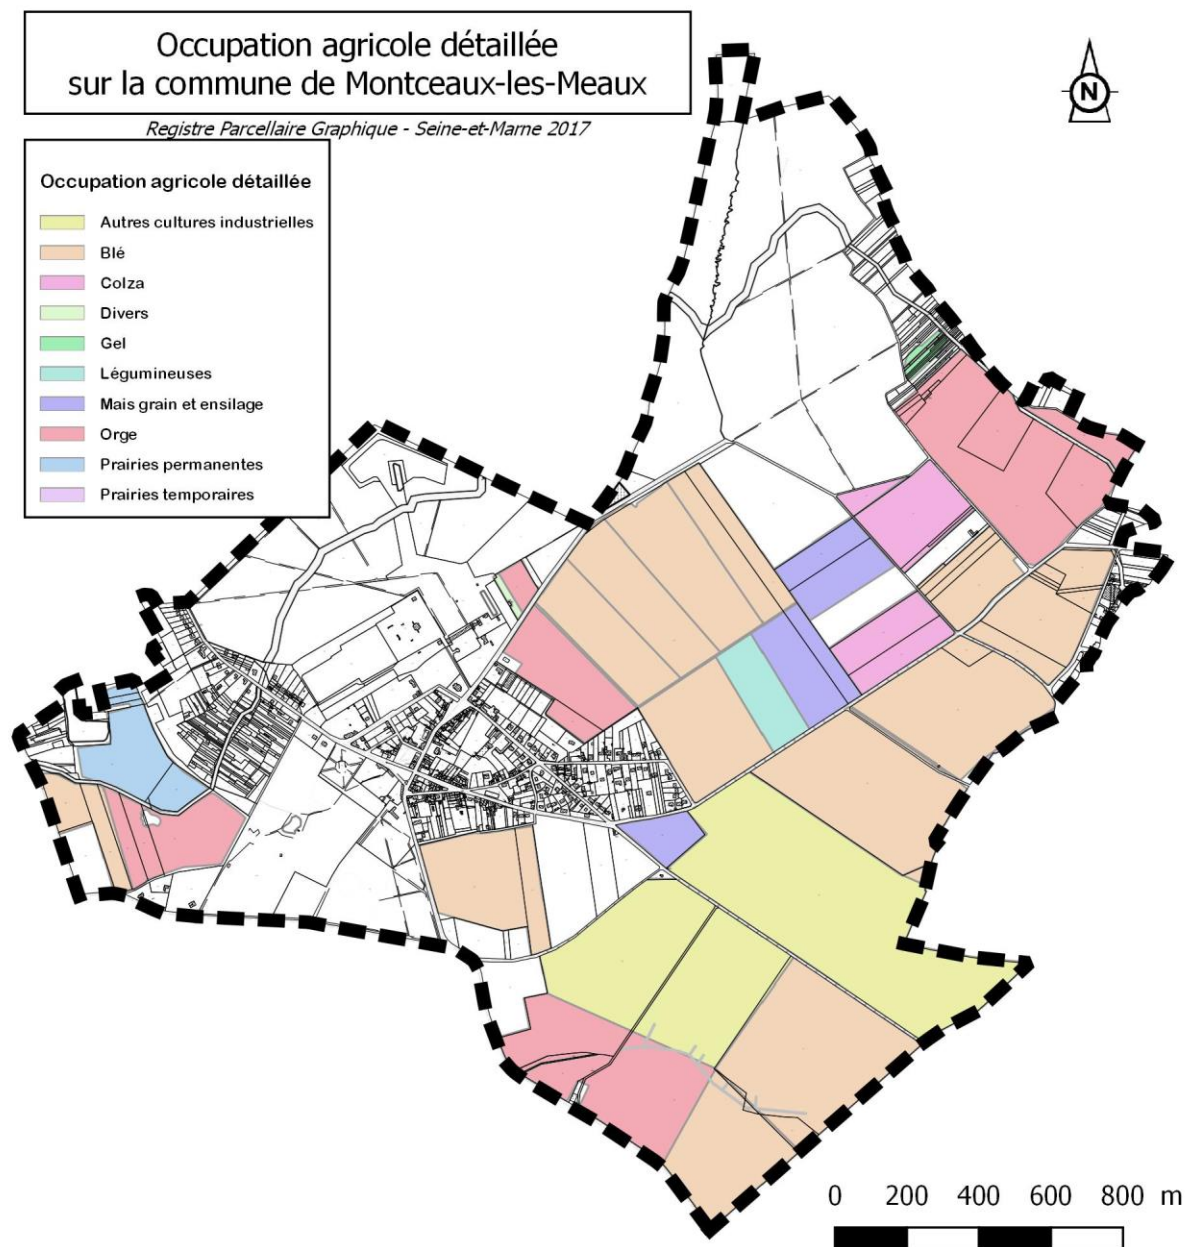 Occupation agricole détaillée
sur la commune de Montceaux-les-Meaux
Registre Parcellaire Graphique - Seine-et-Marne 2017
N
Occupation agricole détaillée
Autres cultures industrielles
Blé
Colza
Divers
Gel
Légumineuses
Mais grain et ensilage
Orge
Prairies permanentes
Prairies temporaires
0 200 400 600 800 m